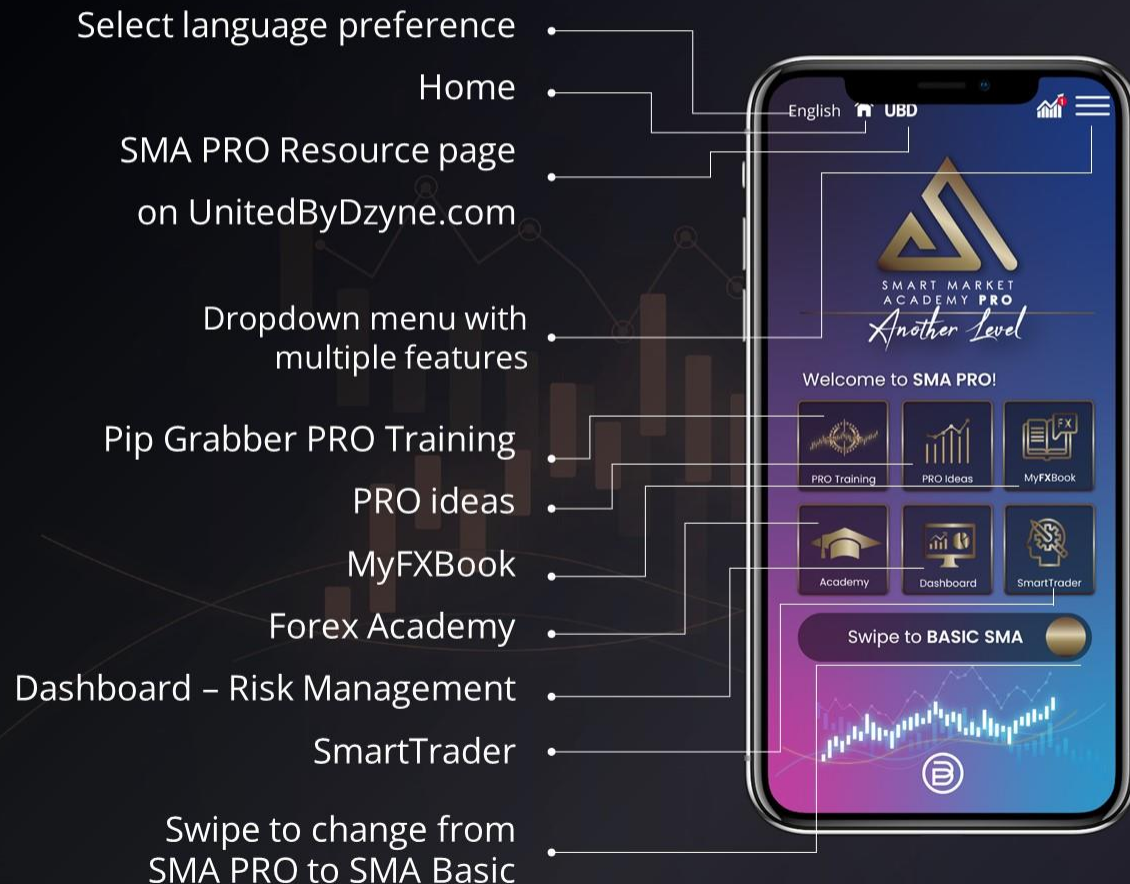 Select language preference
Home
SMA PRO Resource page
on UnitedByDzyne.com
Dropdown menu with
multiple features
Pip Grabber PRO Training
PRO ideas
MyFXBook
Forex Academy
Dashboard – Risk Management
SmartTrader
Swipe to change from
SMA PRO to SMA Basic
English UBD
1
SMART MARKET
ACADEMY PRO
Another Level
Welcome to SMA PRO!
FX
PRO Training PRO Ideas MyFXBook
Academy Dashboard SmartTrader
Swipe to BASIC SMA
B